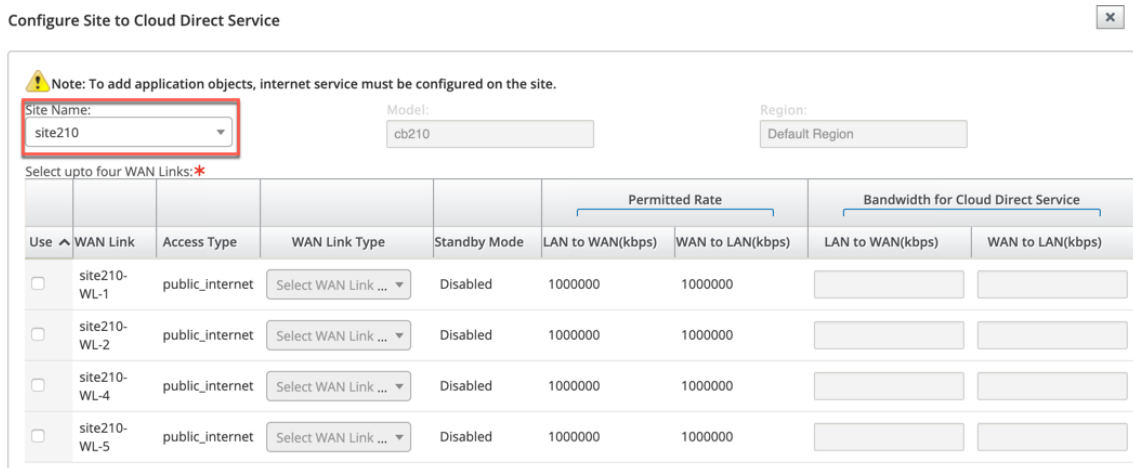 Configure Site to Cloud Direct Service
Note: To add application objects, internet service must be configured on the site.
Site Name: Model: Region:
site210 cb210 Default Region
Select upto four WAN Links:*
Permitted Rate Bandwidth for Cloud Direct Service
Use WAN Link Access Type WAN Link Type Standby Mode LAN to WAN(kbps) WAN to LAN(kbps) LAN to WAN(kbps) WAN to LAN(kbps)
site210-
WL-1 public_internet Select WAN Link ... Disabled 1000000 1000000
site210-
WL-2 public_internet Select WAN Link ... Disabled 1000000 1000000
site210-
WL-4 public_internet Select WAN Link ... Disabled 1000000 1000000
site210-
WL-5 public_internet Select WAN Link ... Disabled 1000000 1000000